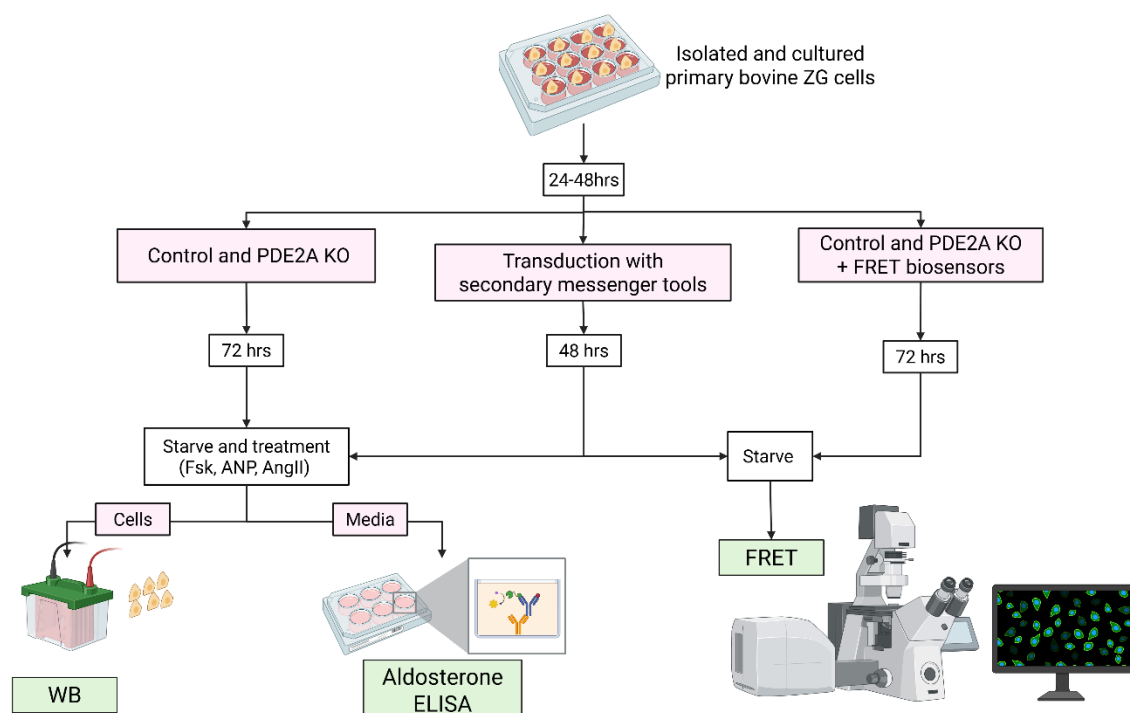 Isolated and cultured
primary bovine ZG cells
24-48hrs
Control and PDE2A KO
Transduction with
secondary messenger tools
Control and PDE2A KO
+ FRET biosensors
72 hrs
48 hrs
72 hrs
Starve and treatment
(Fsk, ANP, AngII)
Starve
Cells
Media
FRET
WB
Aldosterone
ELISA